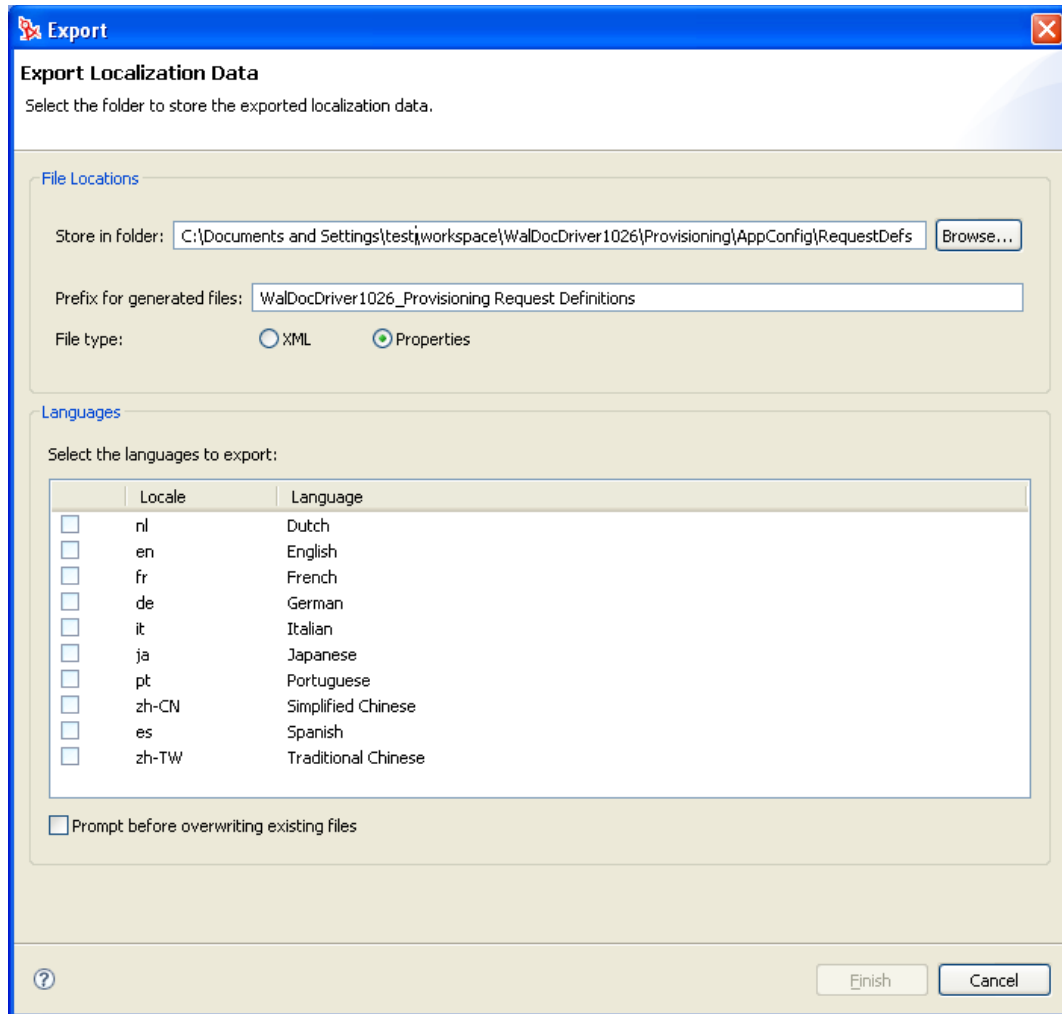 Export
Export Localization Data
Select the folder to store the exported localization data.
File Locations
Store in folder: C:\Documents and Settings\test\workspace\WalDocDriver1026\Provisioning\AppConfig\RequestDefs Browse...
Prefix for generated files: WalDocDriver1026_Provisioning Request Definitions
File type: XML Properties
Languages
Select the languages to export:
Locale Language
nl Dutch
en English
fr French
de German
it Italian
ja Japanese
pt Portuguese
zh-CN Simplified Chinese
es Spanish
zh-TW Traditional Chinese
Prompt before overwriting existing files
? Finish Cancel